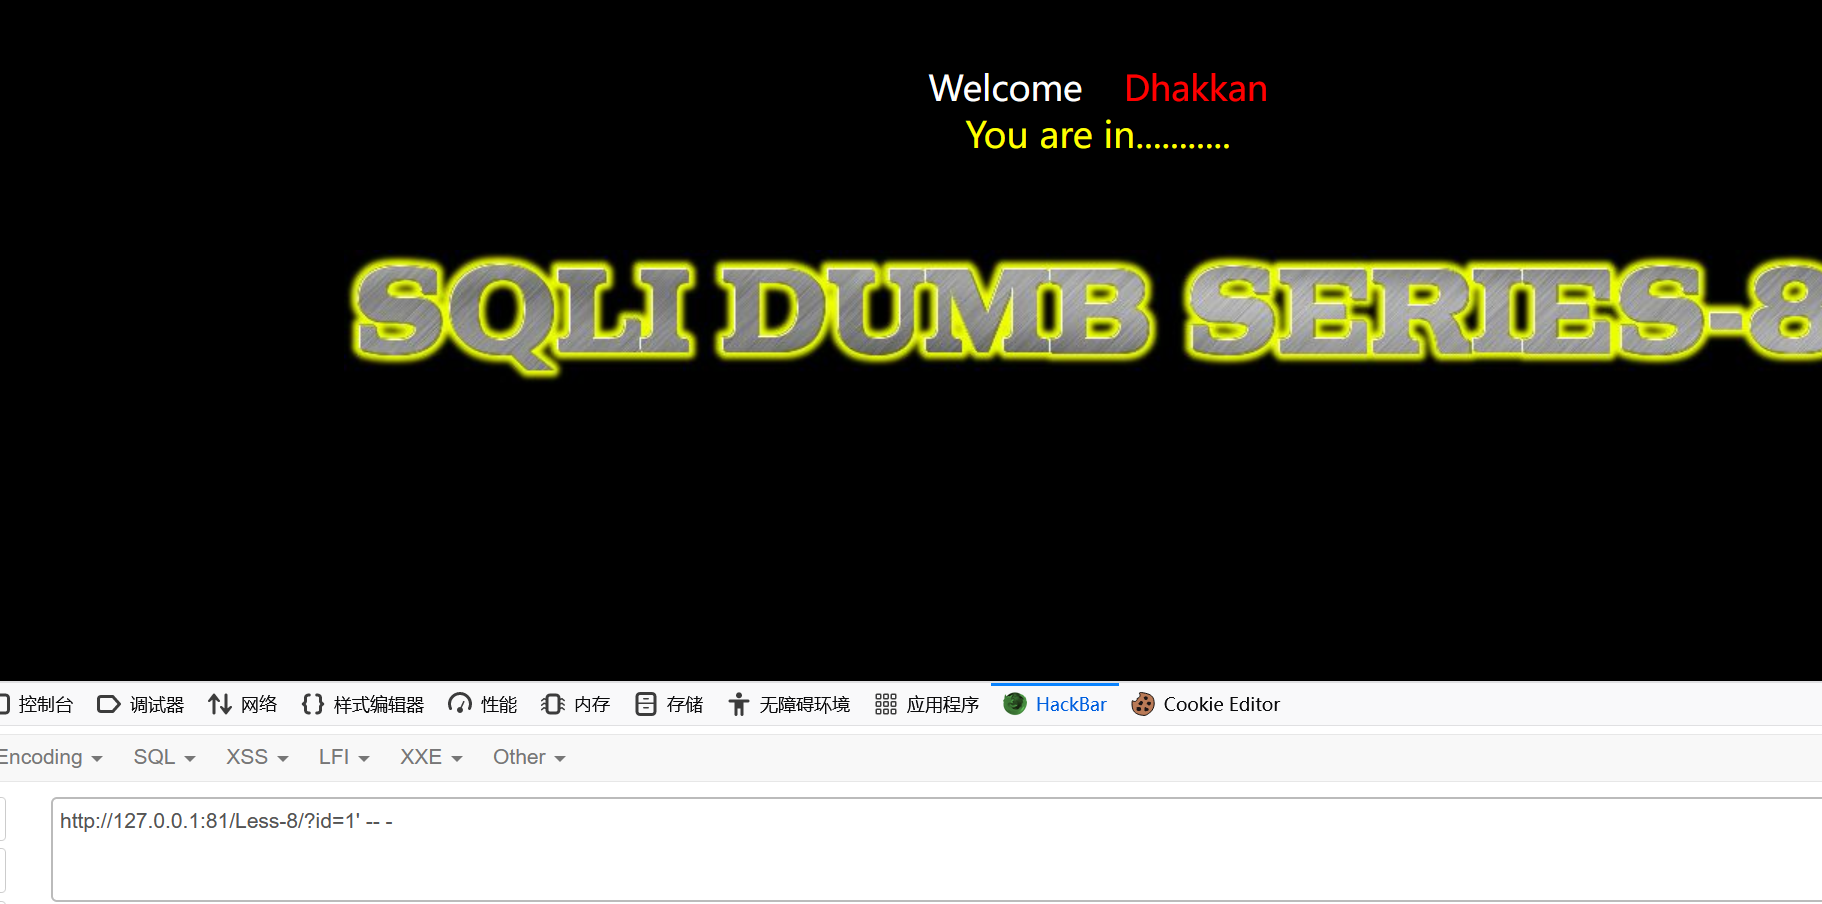 Welcome Dhakkan
You are in...........
SQLI DUMB SERIES-8
控制台 调试器 网络 样式编辑器 性能 内存 存储 无障碍环境 应用程序 HackBar Cookie Editor
Encoding SQL XSS LFI XXE Other
http://127.0.0.1:81/Less-8/?id=1' -- -